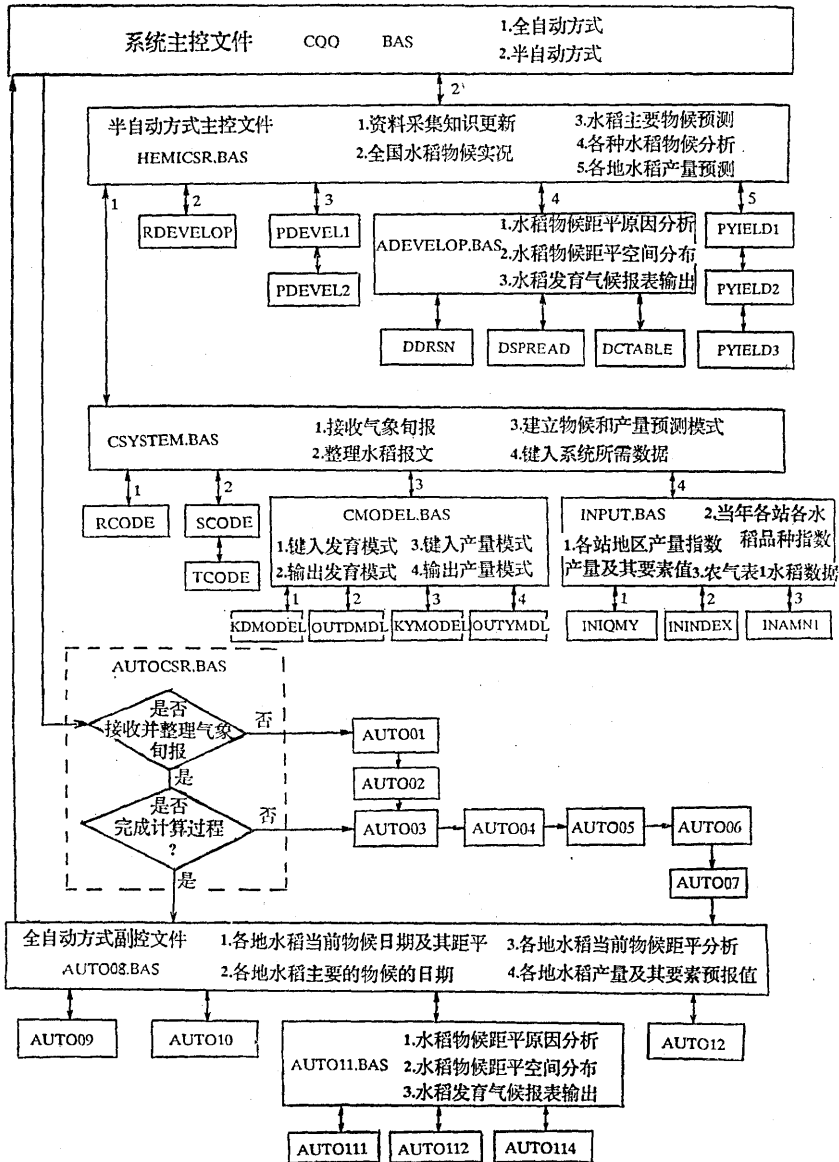 系统主控文件 CQQ BAS
1.全自动方式
2.半自动方式
2
半自动方式主控文件
HEMICSR.BAS
1.资料采集知识更新
2.全国水稻物候实况
3.水稻主要物候预测
4.各种水稻物候分析
5.各地水稻产量预测
1
2
3
4
5
RDEVELOP
PDEVEL1
PDEVEL2
ADEVELOP.BAS
1.水稻物候距平原因分析
2.水稻物候距平空间分布
3.水稻发育气候报表输出
PYIELD1
PYIELD2
PYIELD3
DDRSN
DSPREAD
DCTABLE
CSYSTEM.BAS
1.接收气象旬报
2.整理水稻报文
3.建立物候和产量预测模式
4.键入系统所需数据
1
2
3
4
RCODE
SCODE
TCODE
CMODEL.BAS
1.键入发育模式 3.键入产量模式
2.输出发育模式 4.输出产量模式
INPUT.BAS
2.当年各站各水
稻品种指数
1.各站地区产量指数
产量及其要素值3.农气表1水稻数据
1
2
3
4
1
2
3
KDMODEL
OUTDMDL
KYMODEL
OUTYMDL
INIQMY
ININDEX
INAMN1
AUTOCSR.BAS
是否
接收并整理气象
旬报
否
是
AUTO01
AUTO02
是否
完成计算过程
?
否
是
AUTO03
AUTO04
AUTO05
AUTO06
AUTO07
全自动方式副控文件
AUTO08.BAS
1.各地水稻当前物候日期及其距平
2.各地水稻主要的物候的日期
3.各地水稻当前物候距平分析
4.各地水稻产量及其要素预报值
AUTO09
AUTO10
AUTO11.BAS
1.水稻物候距平原因分析
2.水稻物候距平空间分布
3.水稻发育气候报表输出
AUTO12
AUTO111
AUTO112
AUTO114